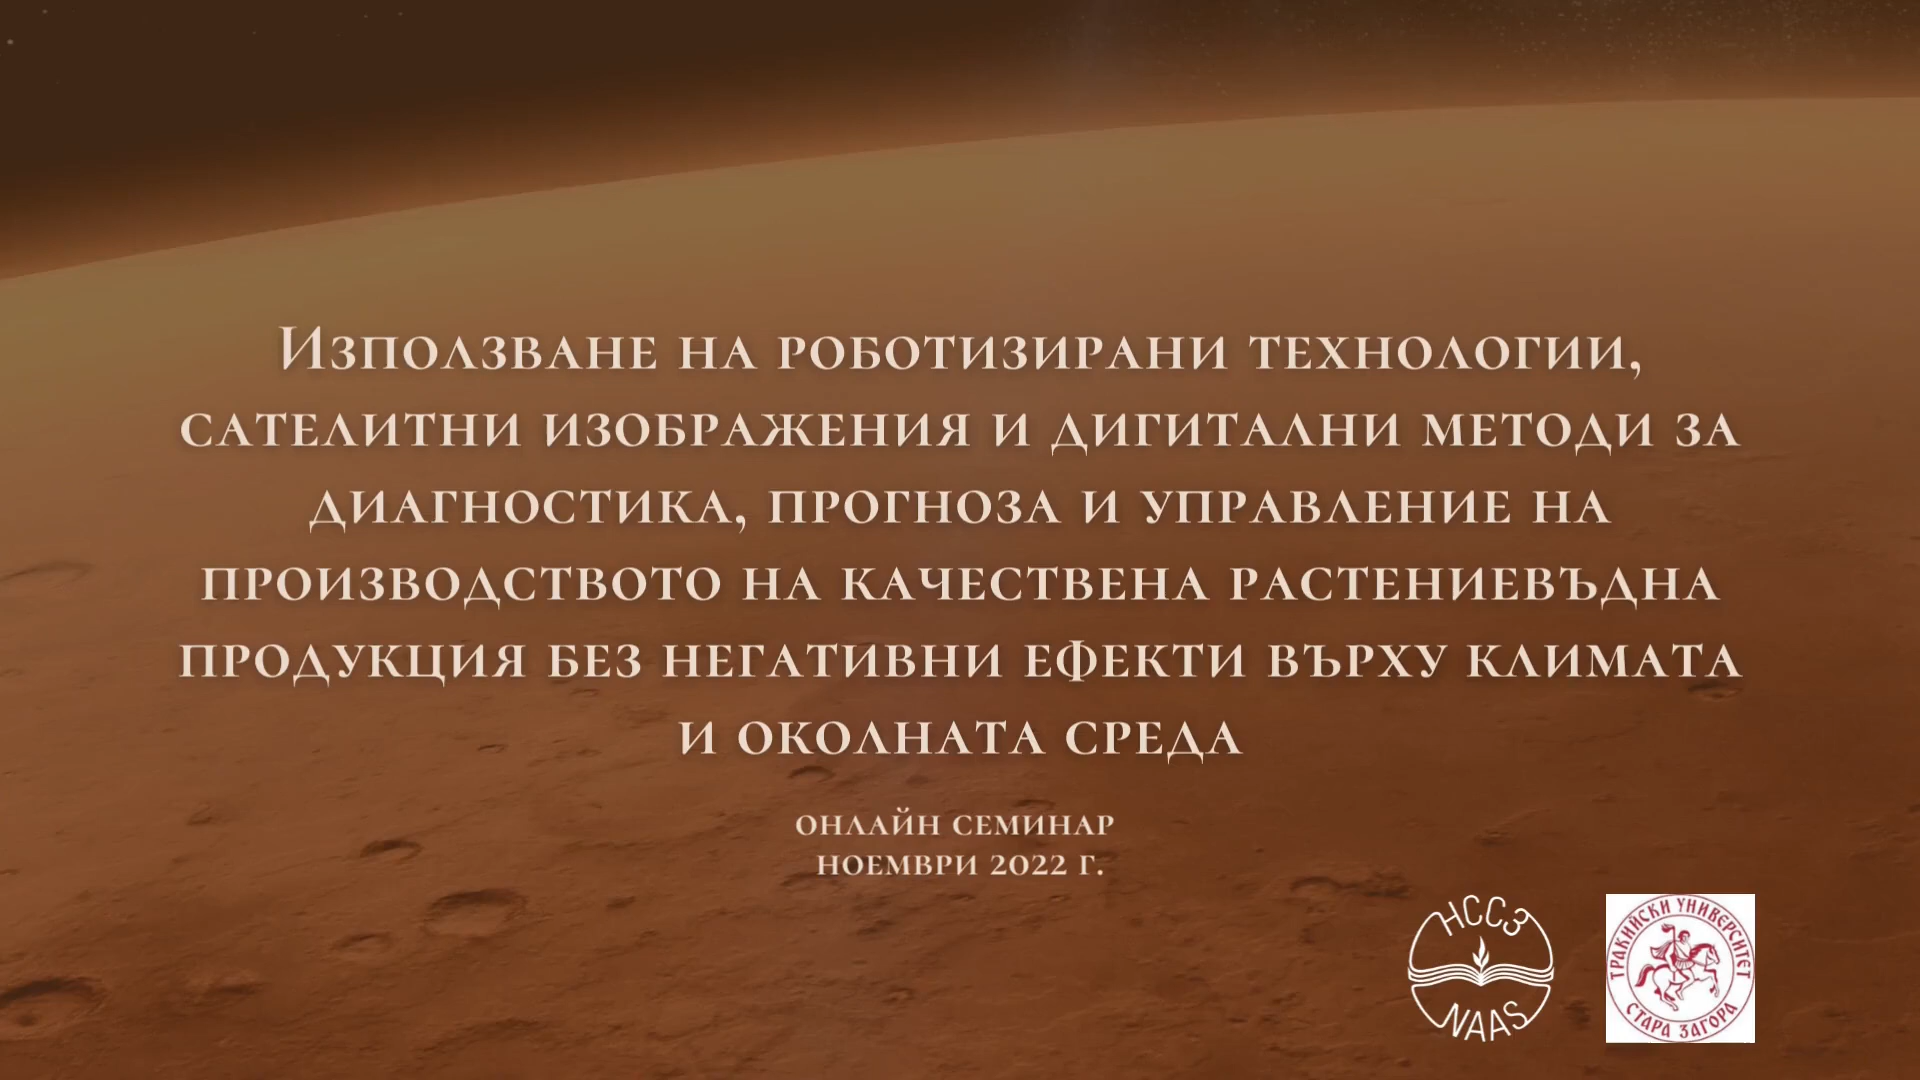 Използване на роботизирани технологии,
сателитни изображения и дигитални методи за
диагностика, прогноза и управление на
производството на качествена растениевъдна
продукция без негативни ефекти върху климата
и околната среда
онлайн семинар
ноември 2022 г.
НССЗ
NAAS
ТРАКИЙСКИ УНИВЕРСИТЕТ
СТАРА ЗАГОРА